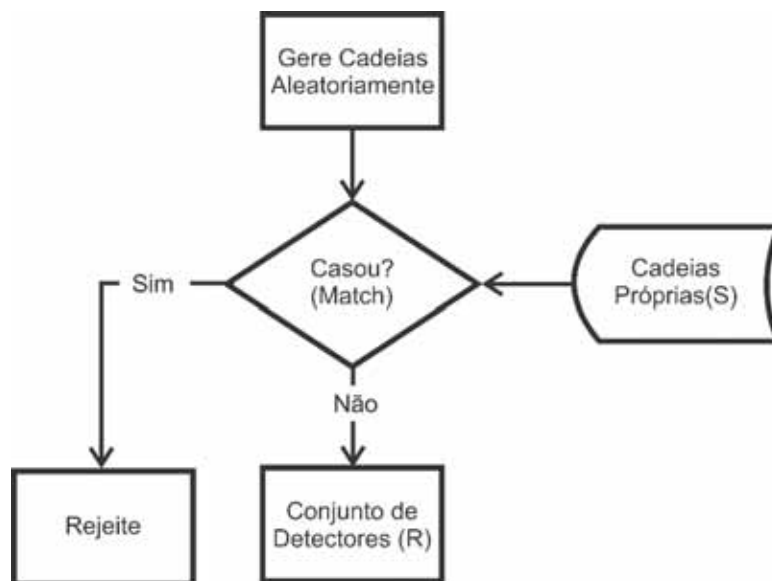 Gere Cadeias
Aleatoriamente
Casou?
(Match)
Cadeias
Próprias(S)
Sim
Não
Rejeite
Conjunto de
Detectores (R)